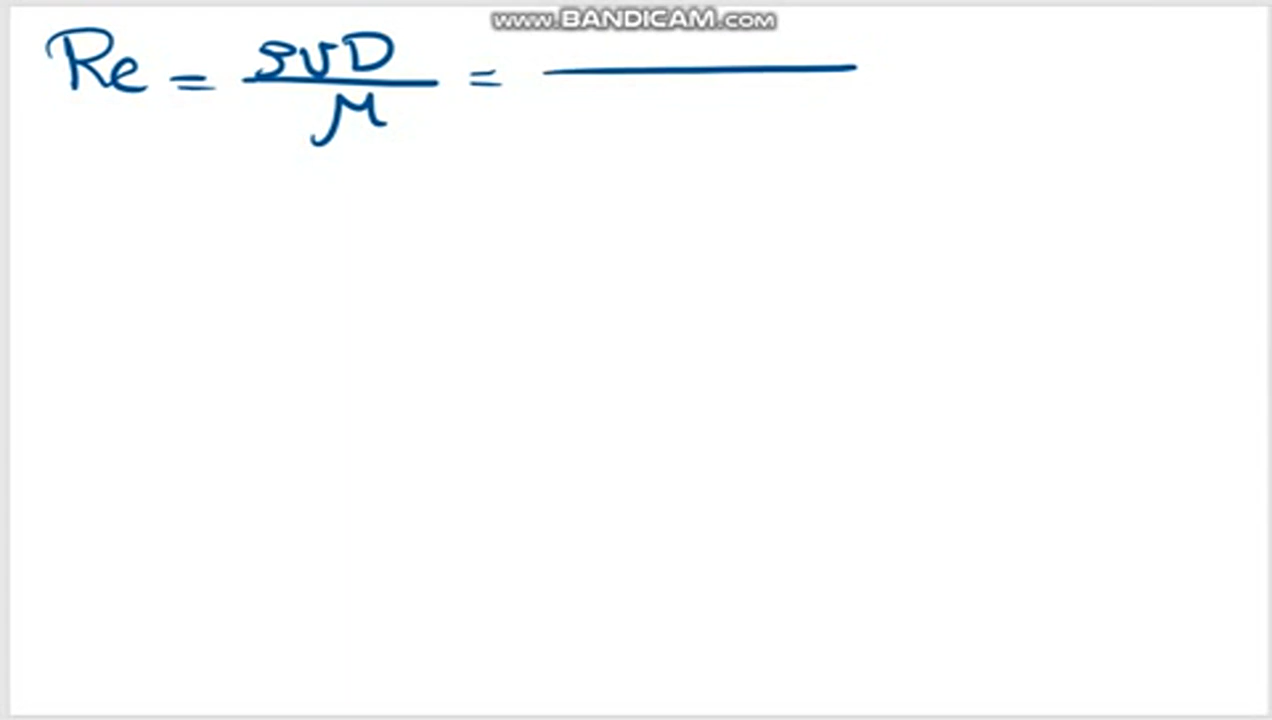 www.BANDICAM.com
Re = ρVD / μ =